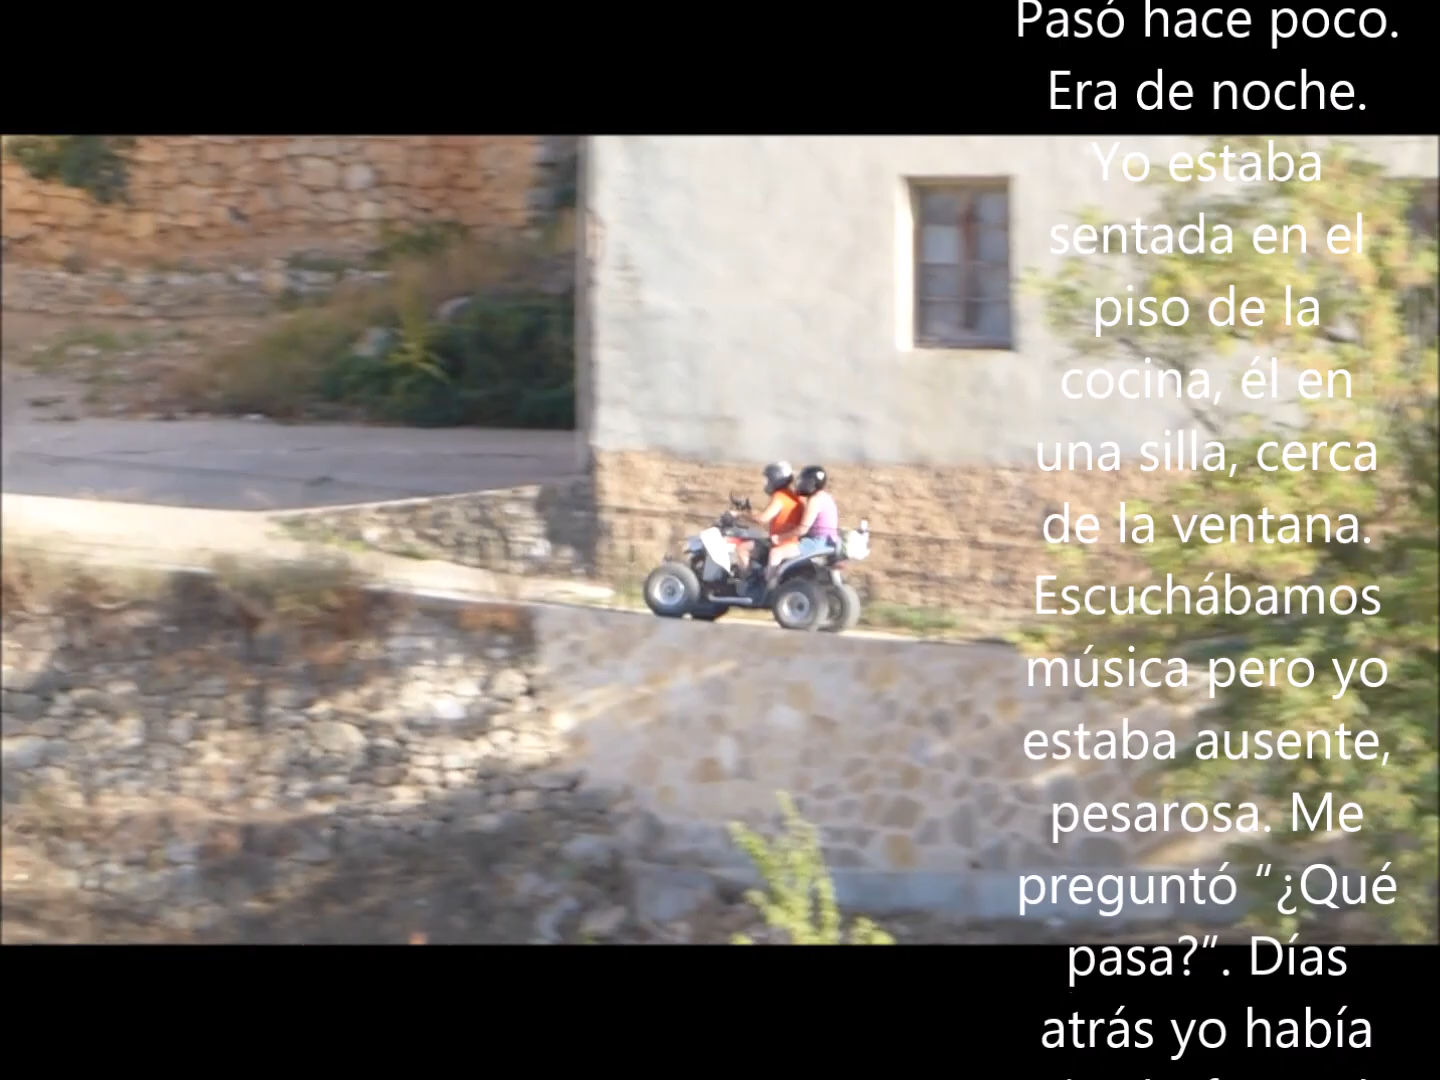 Pasó hace poco.
Era de noche.
Yo estaba
sentada en el
piso de la
cocina, él en
una silla, cerca
de la ventana.
Escuchábamos
música pero yo
estaba ausente,
pesarosa. Me
preguntó “¿Qué
pasa?”. Días
atrás yo había